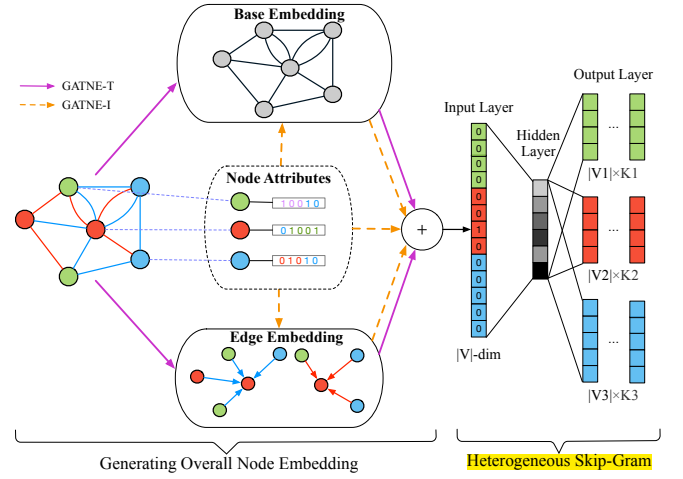 Base Embedding
GATNE-T
GATNE-I
Node Attributes
10010
01001
01010
Edge Embedding
+
Generating Overall Node Embedding
Input Layer
0
0
0
0
0
0
1
0
0
0
0
0
0
|V|-dim
Hidden
Layer
Output Layer
...
|V1|×K1
...
|V2|×K2
...
|V3|×K3
Heterogeneous Skip-Gram